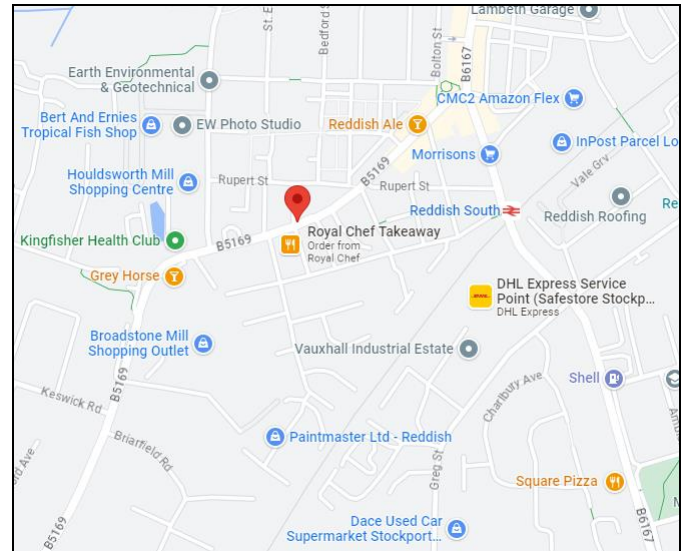 Lambeth Garage
St. E
Bedford S
Bolton St
B6167
Earth Environmental
& Geotechnical
CMC2 Amazon Flex
Bert And Ernies
Tropical Fish Shop
EW Photo Studio
Reddish Ale
InPost Parcel Lo
Morrisons
B5169
Vale Grv
Houldsworth Mill
Shopping Centre
Rupert St
Rupert St
Reddish South
Reddish Roofing
Re
Royal Chef Takeaway
Order from
Royal Chef
Kingfisher Health Club
B5169
Grey Horse
DHL Express Service
Point (Safestore Stockp...
DHL Express
Broadstone Mill
Shopping Outlet
Vauxhall Industrial Estate
Shell
Charlbury Ave
Keswick Rd
Briarfield Rd
B5169
Paintmaster Ltd - Reddish
Greg St
Square Pizza
B5169
Dace Used Car
Supermarket Stockport...
B6167